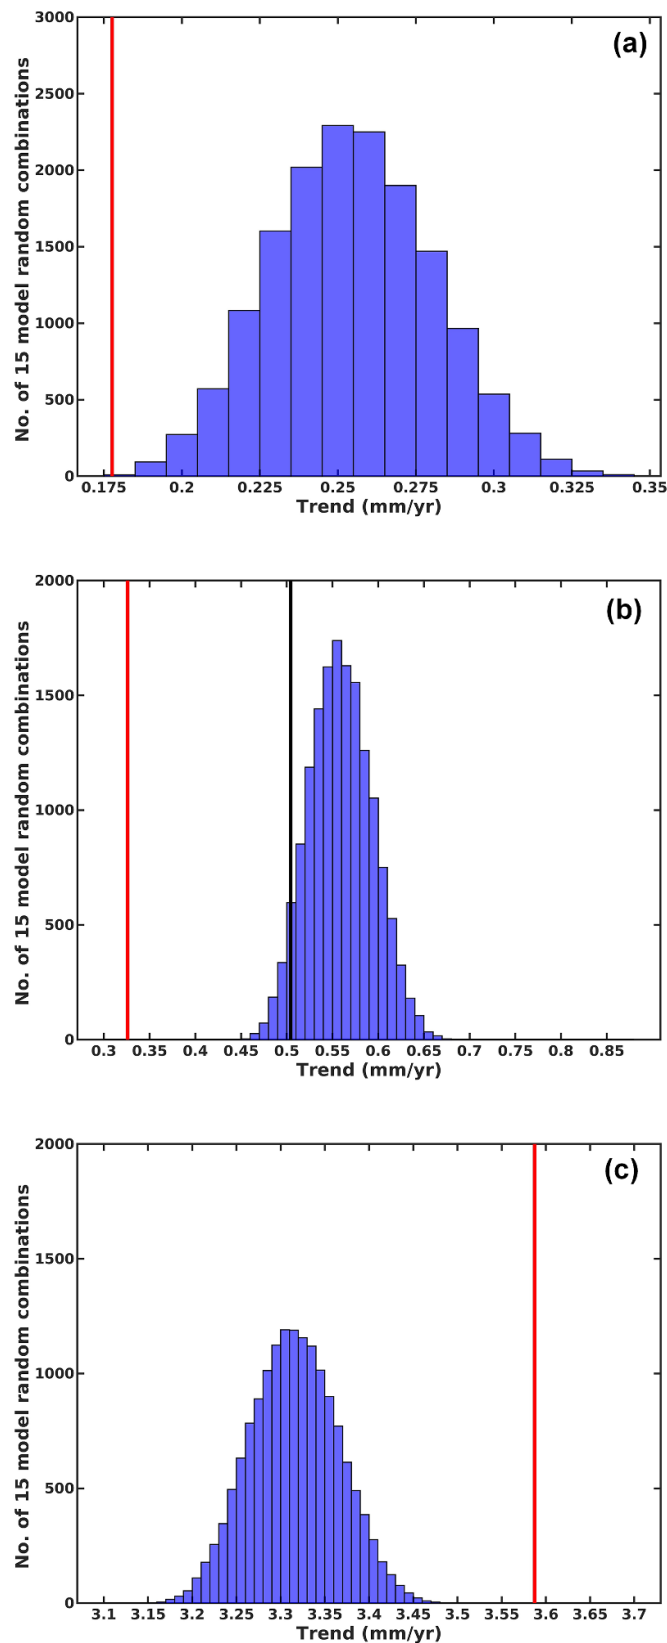 (a)
No. of 15 model random combinations
3000
2500
2000
1500
1000
500
0
0.175 0.2 0.225 0.25 0.275 0.3 0.325 0.35
Trend (mm/yr)
(b)
No. of 15 model random combinations
2000
1500
1000
500
0
0.3 0.35 0.4 0.45 0.5 0.55 0.6 0.65 0.7 0.75 0.8 0.85
Trend (mm/yr)
(c)
No. of 15 model random combinations
2000
1500
1000
500
0
3.1 3.15 3.2 3.25 3.3 3.35 3.4 3.45 3.5 3.55 3.6 3.65 3.7
Trend (mm/yr)